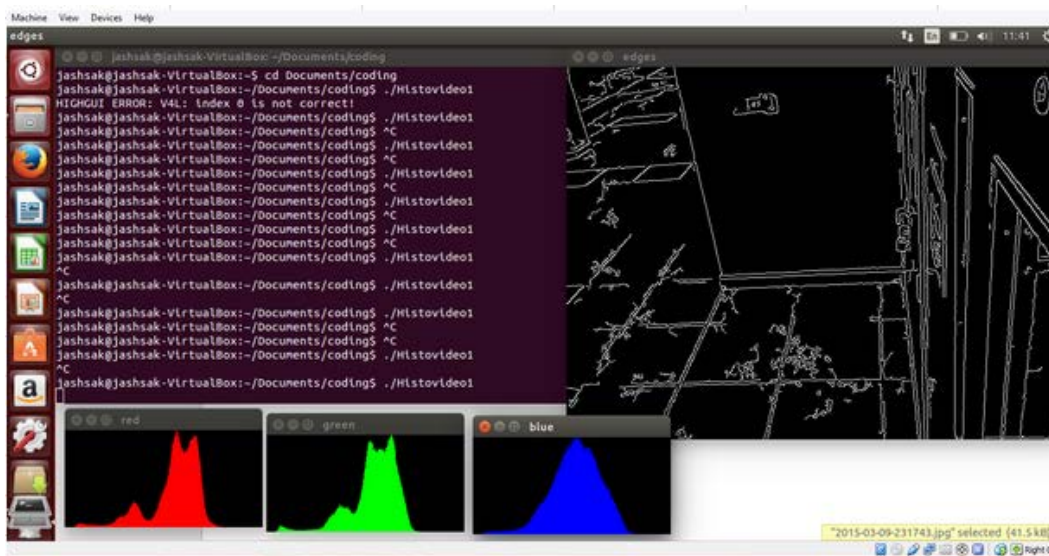 Machine View Devices Help
edges
En
11:41
jashsak@jashsak-VirtualBox: ~/Documents/coding
jashsak@jashsak-VirtualBox:~$ cd Documents/coding
jashsak@jashsak-VirtualBox:~/Documents/coding$ ./Histovideo1
HIGHGUI ERROR: V4L: index 0 is not correct!
jashsak@jashsak-VirtualBox:~/Documents/coding$ ./Histovideo1
jashsak@jashsak-VirtualBox:~/Documents/coding$ ^C
jashsak@jashsak-VirtualBox:~/Documents/coding$ ./Histovideo1
jashsak@jashsak-VirtualBox:~/Documents/coding$ ^C
jashsak@jashsak-VirtualBox:~/Documents/coding$ ./Histovideo1
jashsak@jashsak-VirtualBox:~/Documents/coding$ ^C
jashsak@jashsak-VirtualBox:~/Documents/coding$ ./Histovideo1
jashsak@jashsak-VirtualBox:~/Documents/coding$ ^C
jashsak@jashsak-VirtualBox:~/Documents/coding$ ./Histovideo1
jashsak@jashsak-VirtualBox:~/Documents/coding$ ^C
jashsak@jashsak-VirtualBox:~/Documents/coding$ ./Histovideo1
^C
jashsak@jashsak-VirtualBox:~/Documents/coding$ ./Histovideo1
^C
jashsak@jashsak-VirtualBox:~/Documents/coding$ ./Histovideo1
jashsak@jashsak-VirtualBox:~/Documents/coding$ ^C
jashsak@jashsak-VirtualBox:~/Documents/coding$ ^C
jashsak@jashsak-VirtualBox:~/Documents/coding$ ./Histovideo1
^C
jashsak@jashsak-VirtualBox:~/Documents/coding$ ./Histovideo1
edges
a
red
green
blue
"2015-03-09-231743.jpg" selected (41.5 kB)
Right